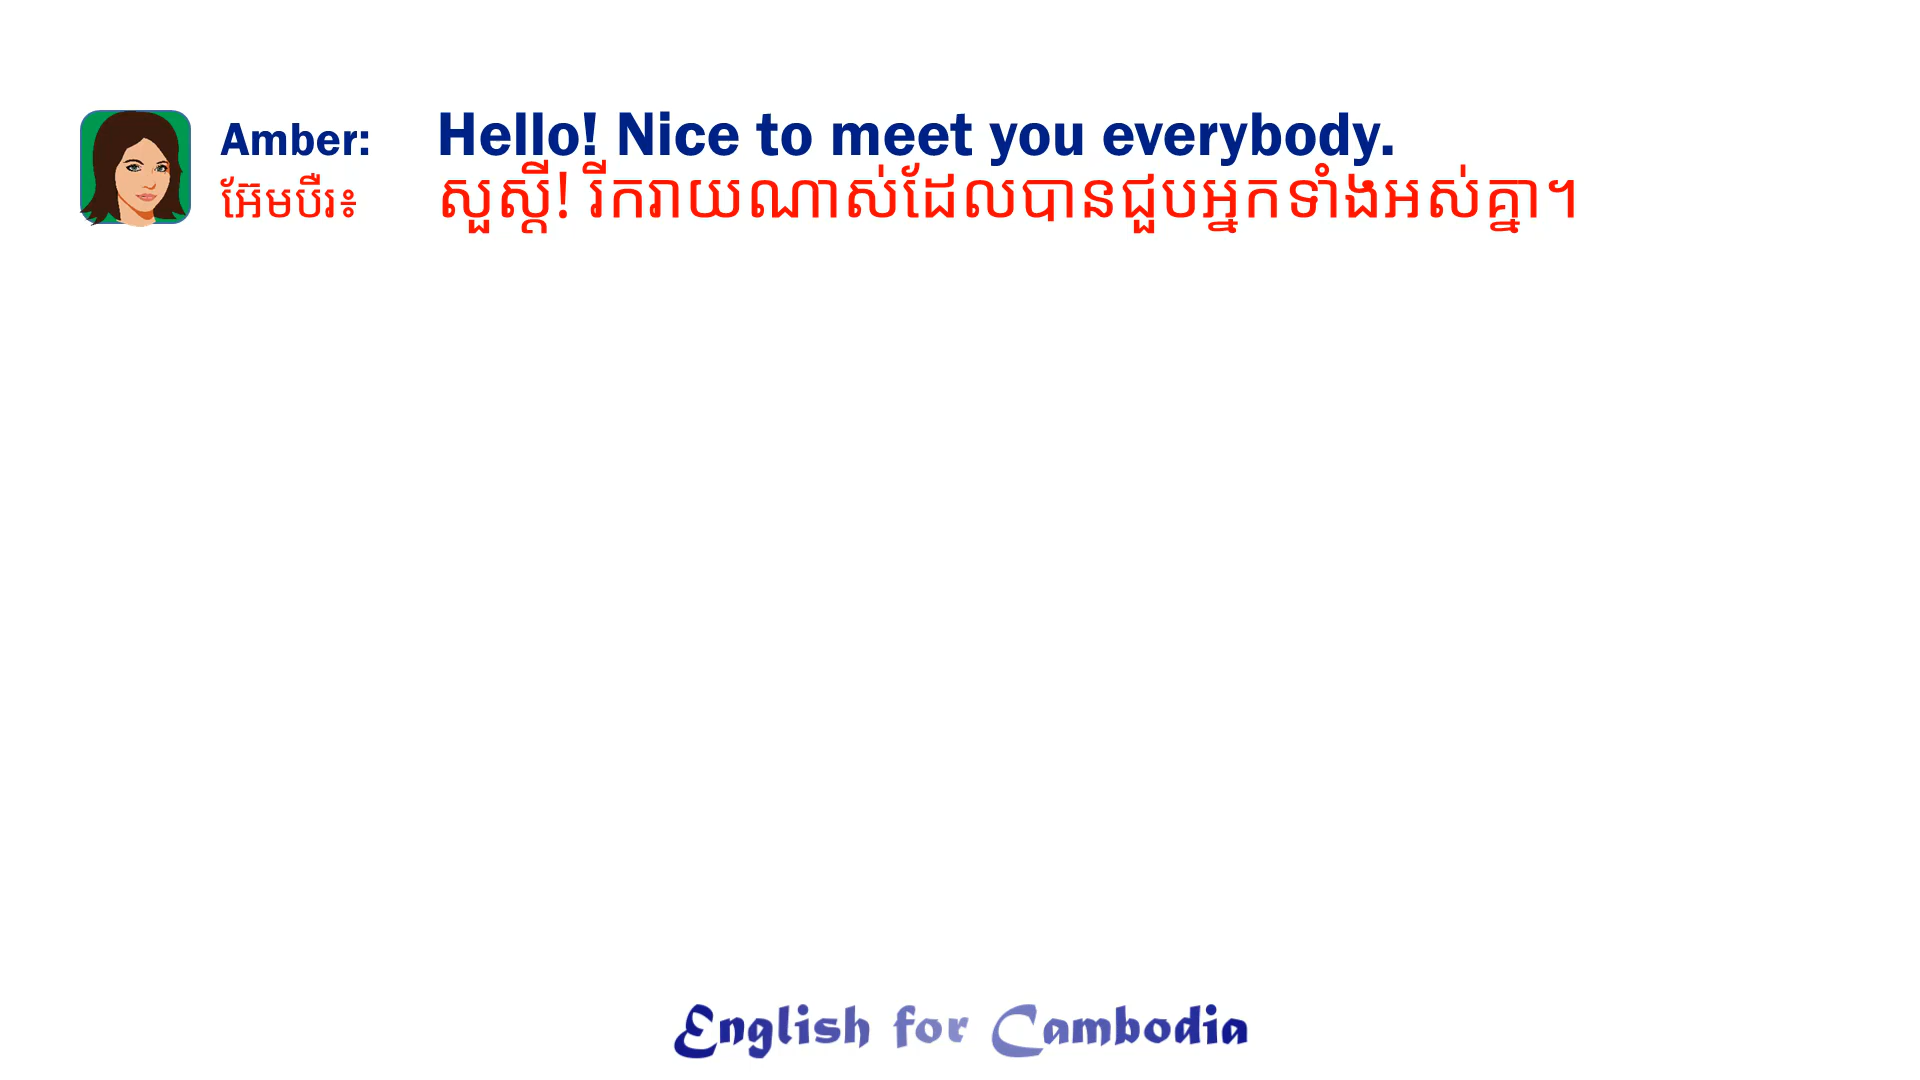 Amber: Hello! Nice to meet you everybody.
អ៊ែមបឺរ៖ សួស្ដី! រីករាយណាស់ដែលបានជួបអ្នកទាំងអស់គ្នា។
English for Cambodia